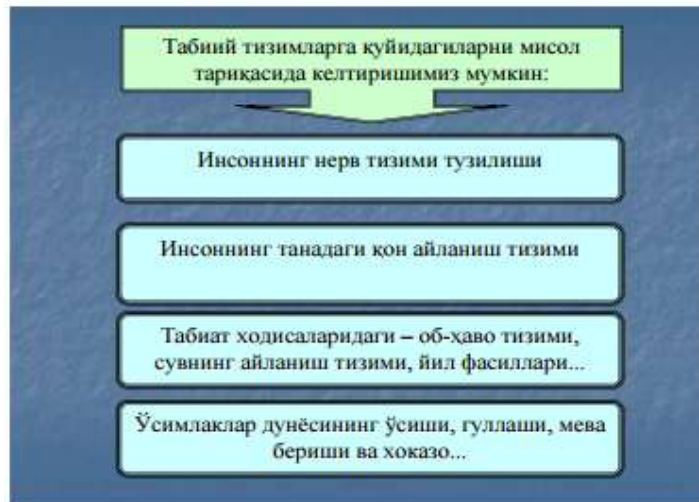 Табиий тизимларга қуйидагиларни мисол
тариқасида келтиришимиз мумкин:
Инсоннинг нерв тизими тузилиши
Инсоннинг танадаги қон айланиш тизими
Табиат ходисаларидаги – об-ҳаво тизими,
сувнинг айланиш тизими, йил фасиллари...
Ўсимлаклар дунёсининг ўсиши, гуллаши, мева
бериши ва хоказо...